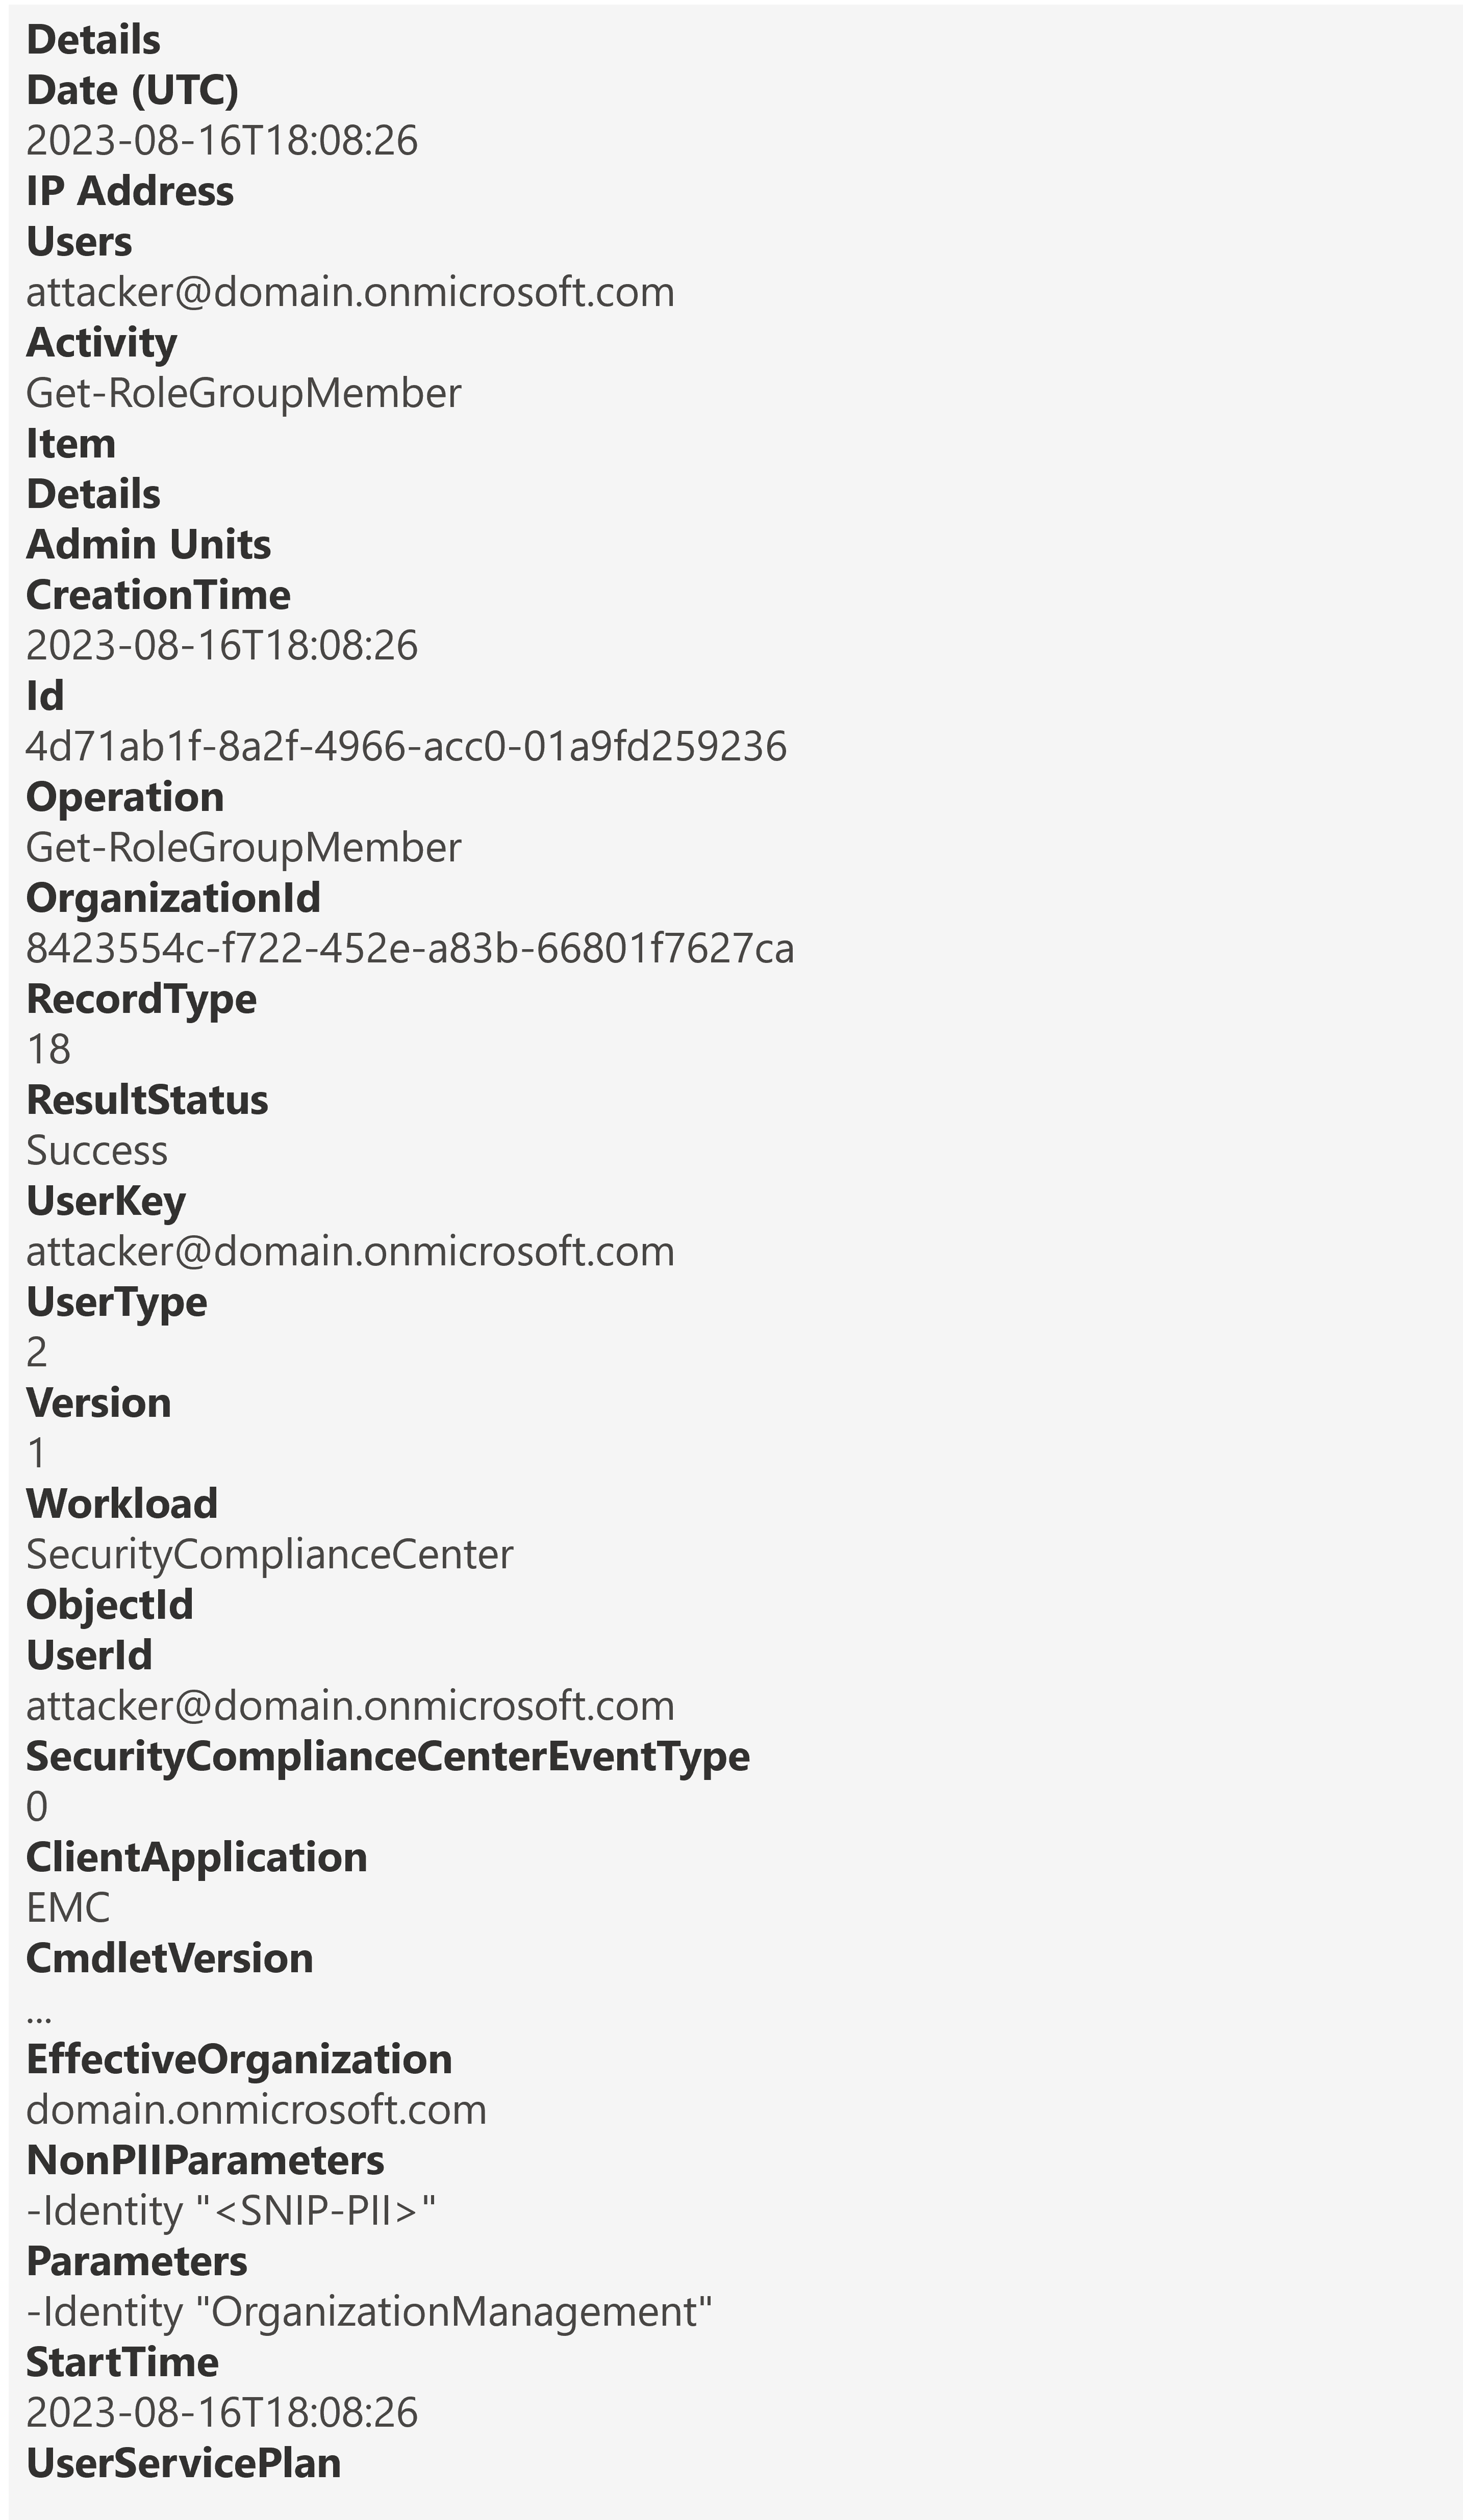 Details
Date (UTC)
2023-08-16T18:08:26
IP Address
Users
attacker@domain.onmicrosoft.com
Activity
Get-RoleGroupMember
Item
Details
Admin Units
CreationTime
2023-08-16T18:08:26
Id
4d71ab1f-8a2f-4966-acc0-01a9fd259236
Operation
Get-RoleGroupMember
OrganizationId
8423554c-f722-452e-a83b-66801f7627ca
RecordType
18
ResultStatus
Success
UserKey
attacker@domain.onmicrosoft.com
UserType
2
Version
1
Workload
SecurityComplianceCenter
ObjectId
UserId
attacker@domain.onmicrosoft.com
SecurityComplianceCenterEventType
0
ClientApplication
EMC
CmdletVersion
...
EffectiveOrganization
domain.onmicrosoft.com
NonPIIParameters
-Identity "<SNIP-PII>"
Parameters
-Identity "OrganizationManagement"
StartTime
2023-08-16T18:08:26
UserServicePlan